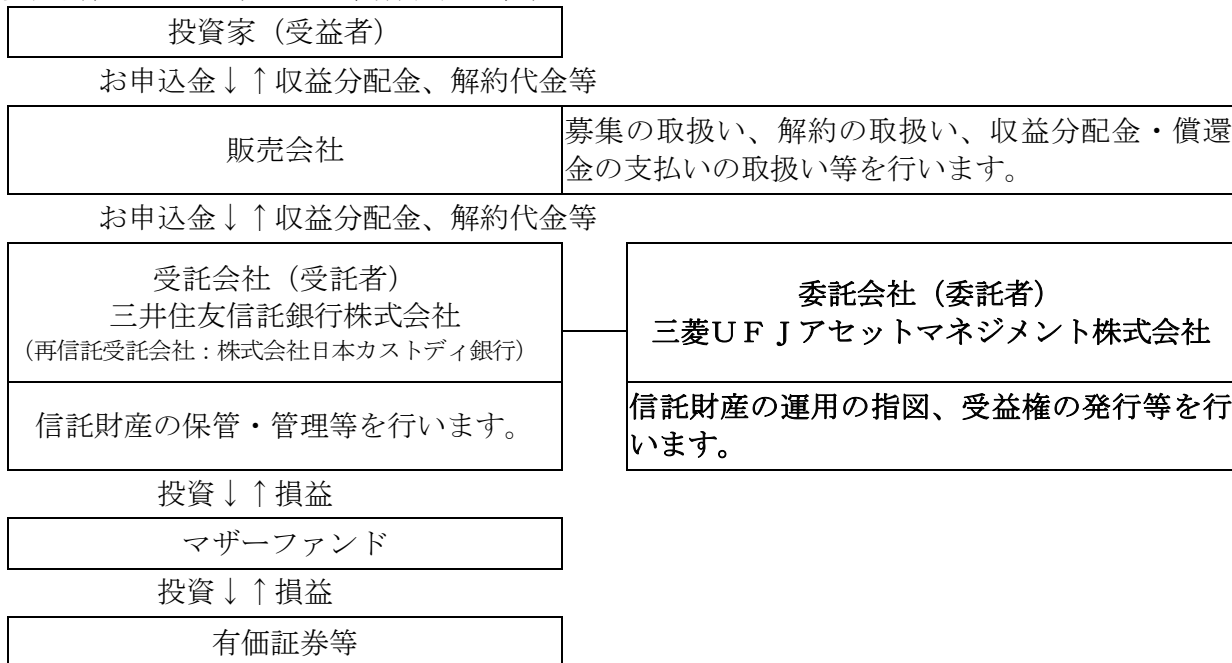 投資家（受益者）
お申込金↓↑収益分配金、解約代金等
販売会社
募集の取扱い、解約の取扱い、収益分配金・償還
金の支払いの取扱い等を行います。
お申込金↓↑収益分配金、解約代金等
受託会社（受託者）
三井住友信託銀行株式会社
（再信託受託会社：株式会社日本カストディ銀行）
委託会社（委託者）
三菱ＵＦＪアセットマネジメント株式会社
信託財産の保管・管理等を行います。
信託財産の運用の指図、受益権の発行等を行
います。
投資↓↑損益
マザーファンド
投資↓↑損益
有価証券等